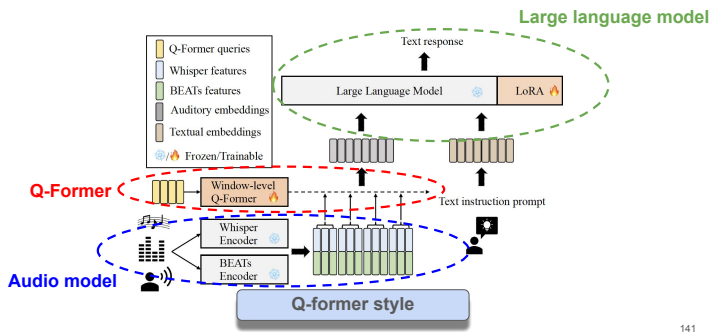 Large language model
Text response
Q-Former queries
Whisper features
BEATs features
Auditory embeddings
Textual embeddings
/ Frozen/Trainable
Large Language Model
LoRA
Q-Former
Window-level
Q-Former
Text instruction prompt
Whisper
Encoder
BEATs
Encoder
Audio model
Q-former style
141